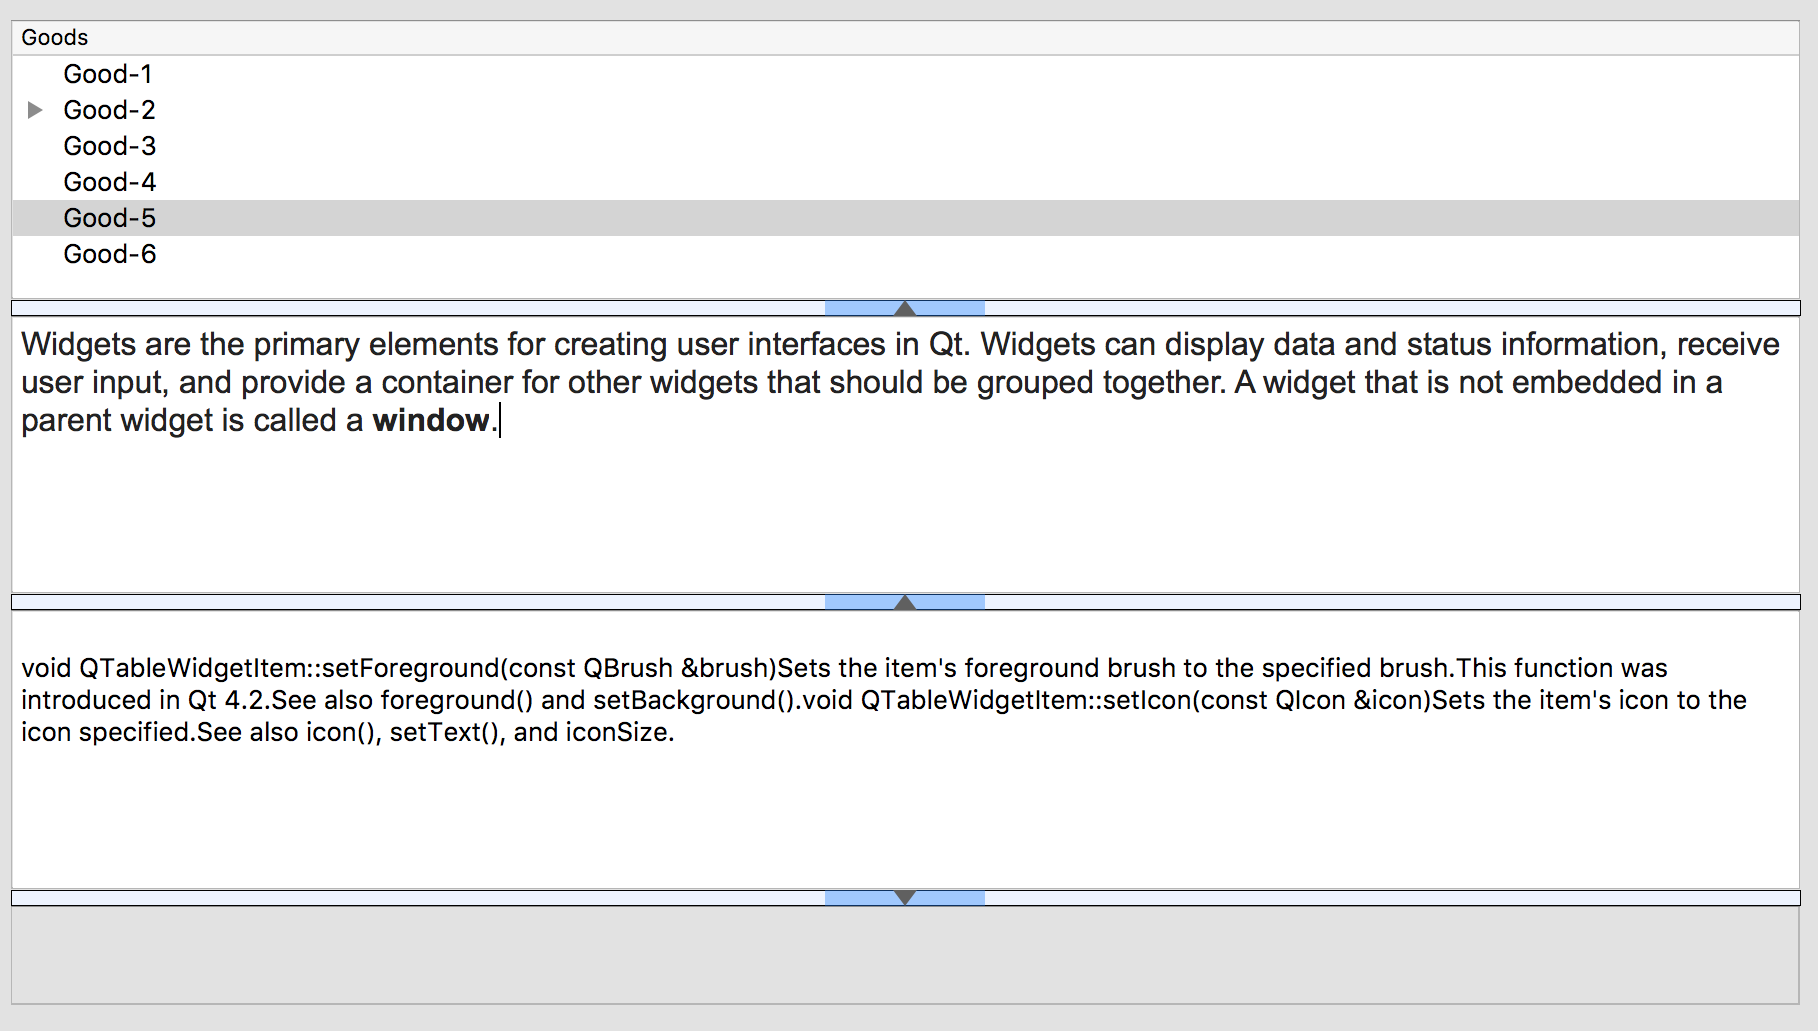 Goods
Good-1
Good-2
Good-3
Good-4
Good-5
Good-6
Widgets are the primary elements for creating user interfaces in Qt. Widgets can display data and status information, receive
user input, and provide a container for other widgets that should be grouped together. A widget that is not embedded in a
parent widget is called a window.
void QTableWidgetItem::setForeground(const QBrush &brush)Sets the item's foreground brush to the specified brush.This function was
introduced in Qt 4.2.See also foreground() and setBackground().void QTableWidgetItem::setIcon(const QIcon &icon)Sets the item's icon to the
icon specified.See also icon(), setText(), and iconSize.